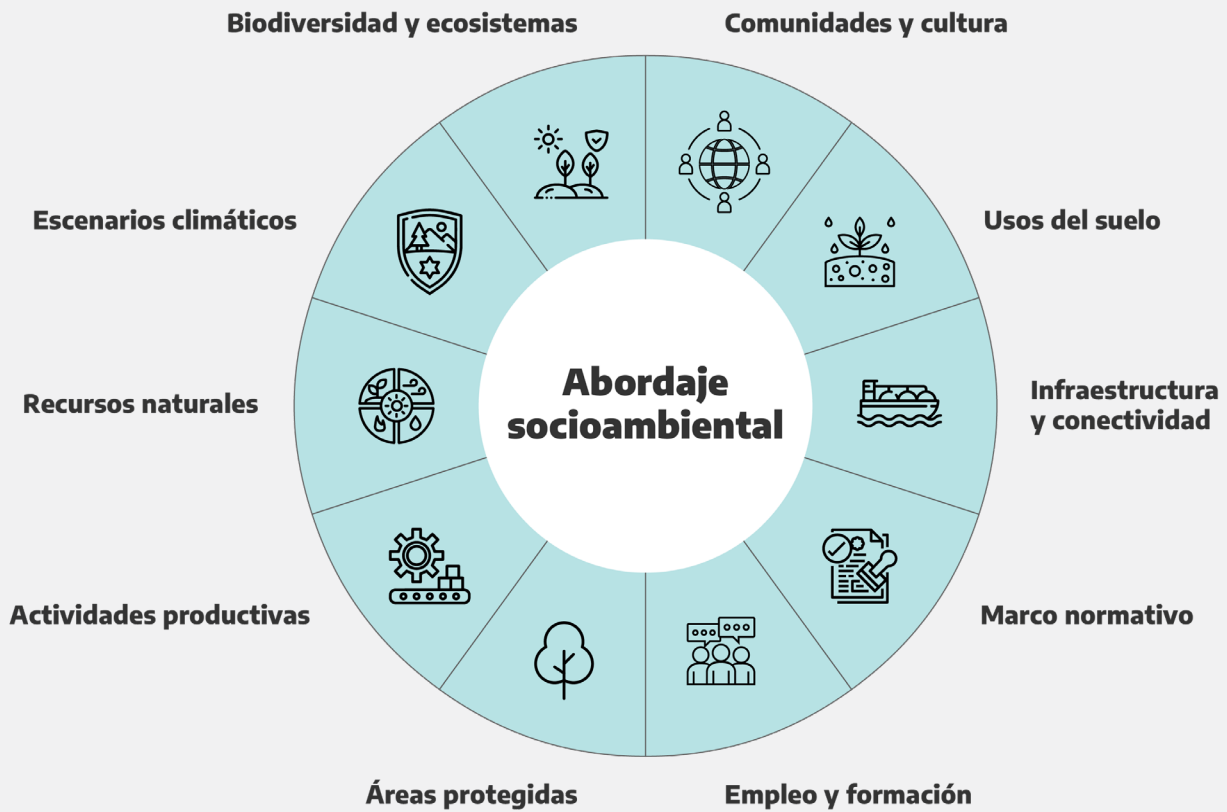 Biodiversidad y ecosistemas
Comunidades y cultura
Escenarios climáticos
Usos del suelo
Abordaje
socioambiental
Recursos naturales
Infraestructura
y conectividad
Actividades productivas
Marco normativo
Áreas protegidas
Empleo y formación